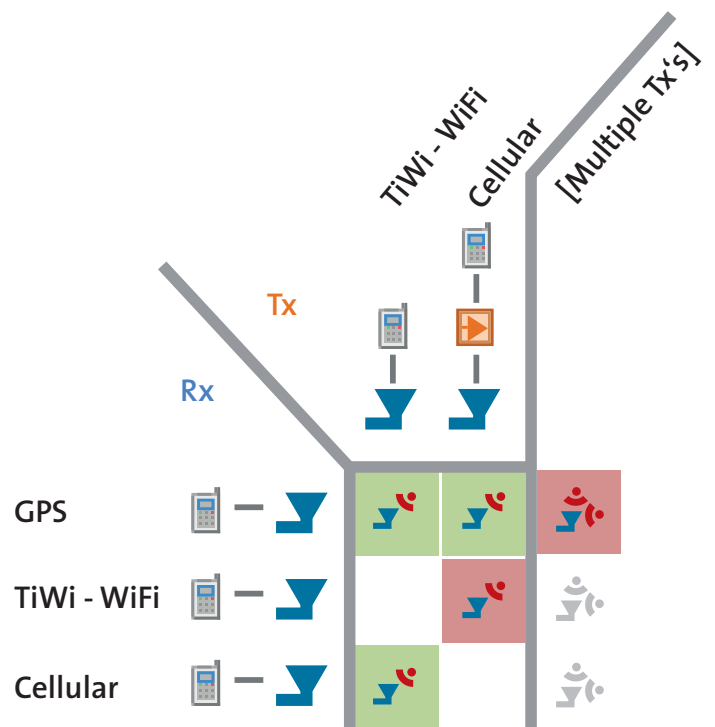 TiWi - WiFi
Cellular
[Multiple Tx‘s]
Tx
Rx
GPS
TiWi - WiFi
Cellular